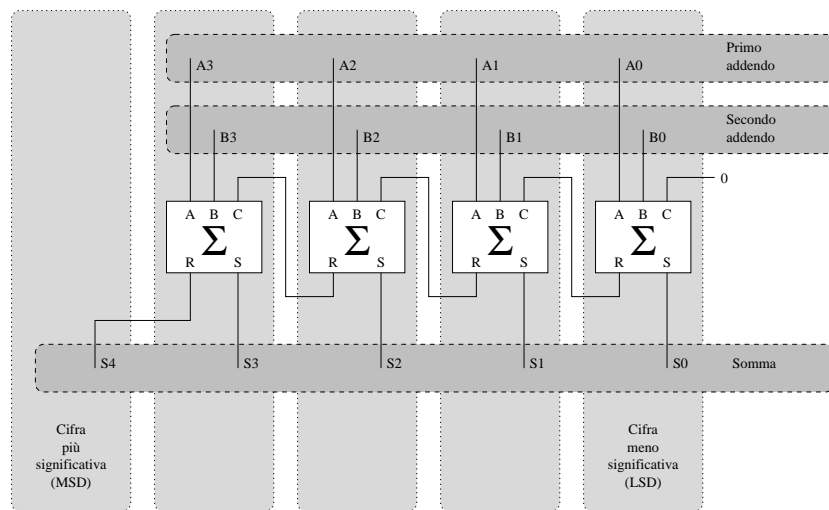 Primo
addendo
A3 A2 A1 A0
Secondo
addendo
B3 B2 B1 B0
0
A B C A B C A B C A B C
Σ Σ Σ Σ
R S R S R S R S
S4 S3 S2 S1 S0 Somma
Cifra
più
significativa
(MSD)
Cifra
meno
significativa
(LSD)